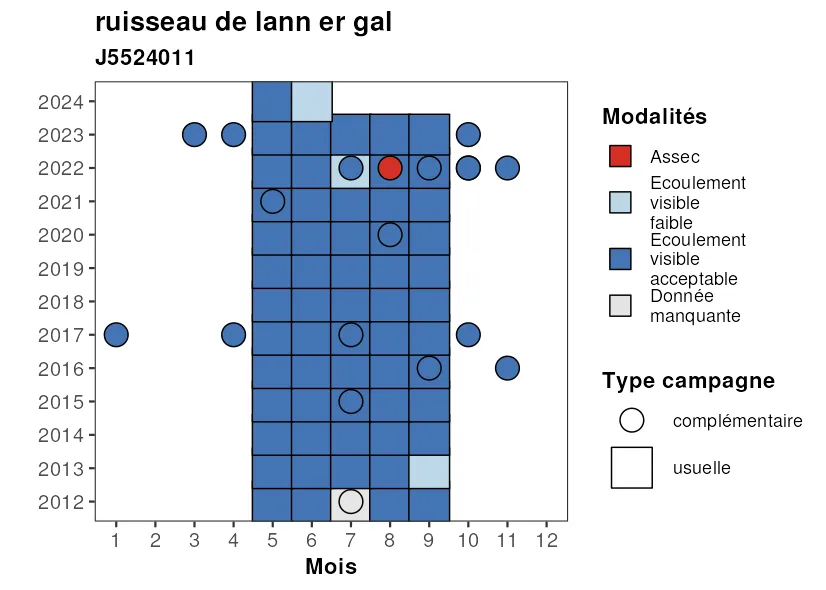 ruisseau de lann er gal
J5524011
2024
2023
2022
2021
2020
2019
2018
2017
2016
2015
2014
2013
2012
1 2 3 4 5 6 7 8 9 10 11 12
Mois
Modalités
Assec
Ecoulement
visible
faible
Ecoulement
visible
acceptable
Donnée
manquante
Type campagne
complémentaire
usuelle